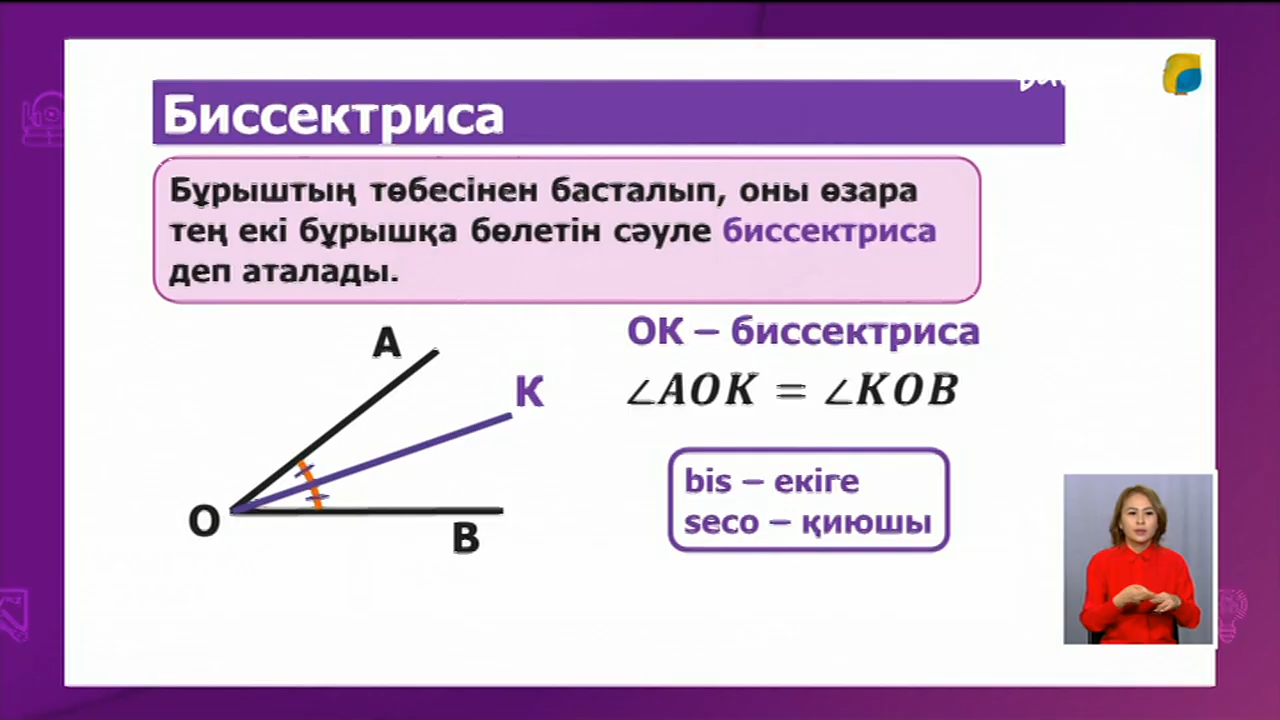 Биссектриса
Бұрыштың төбесінен басталып, оны өзара
тең екі бұрышқа бөлетін сәуле биссектриса
деп аталады.
A
K
O
B
OK – биссектриса
∠AOK = ∠KOB
bis – екіге
seco – қиюшы